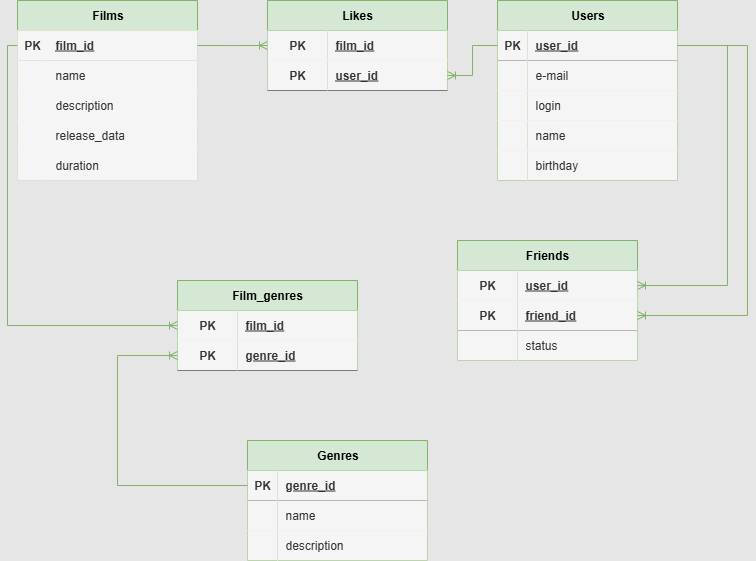 Films
PK film_id
name
description
release_data
duration
Likes
PK film_id
PK user_id
Users
PK user_id
e-mail
login
name
birthday
Friends
PK user_id
PK friend_id
status
Film_genres
PK film_id
PK genre_id
Genres
PK genre_id
name
description